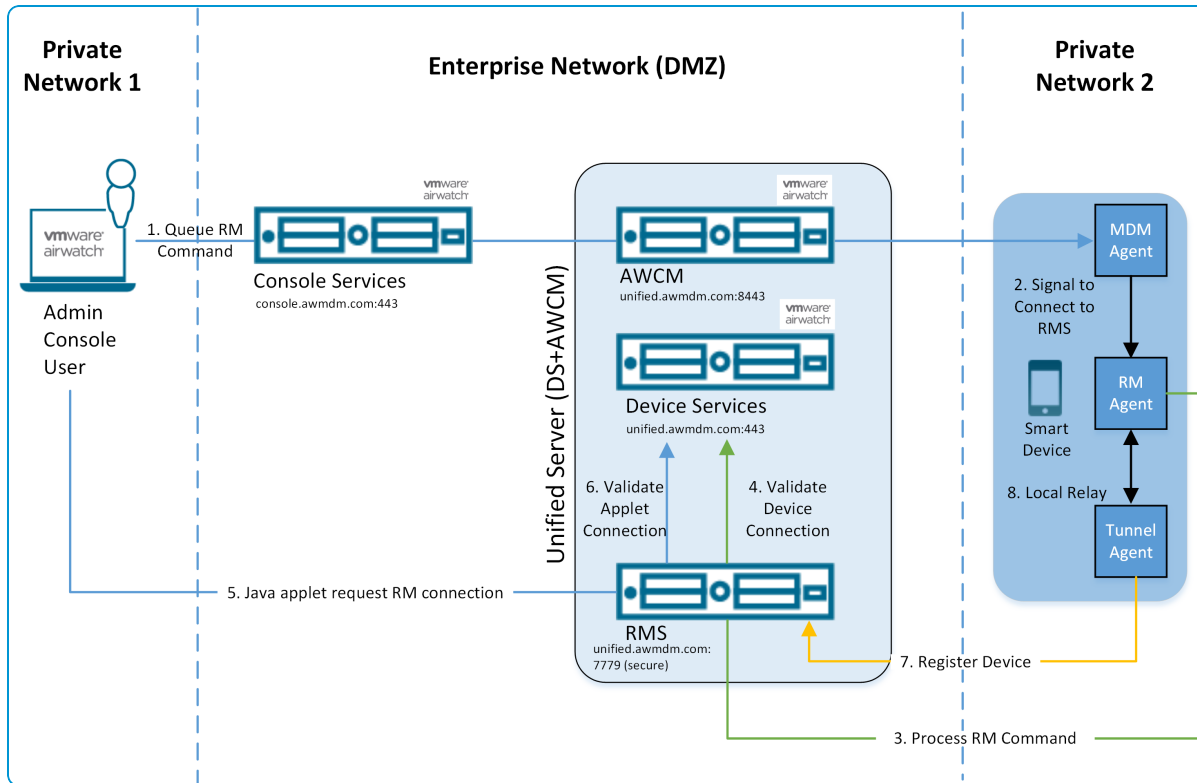 Private
Network 1
Enterprise Network (DMZ)
Private
Network 2
vmware®
airwatch™
vmware
airwatch
1. Queue RM
Command
Console Services
console.awmdm.com:443
Admin
Console
User
Unified Server (DS+AWCM)
vmware®
airwatch™
AWCM
unified.awmdm.com:8443
vmware®
airwatch™
Device Services
unified.awmdm.com:443
MDM
Agent
2. Signal to
Connect to
RMS
RM
Agent
Smart
Device
8. Local Relay
Tunnel
Agent
6. Validate
Applet
Connection
4. Validate
Device
Connection
5. Java applet request RM connection
RMS
unified.awmdm.com:
7779 (secure)
7. Register Device
3. Process RM Command